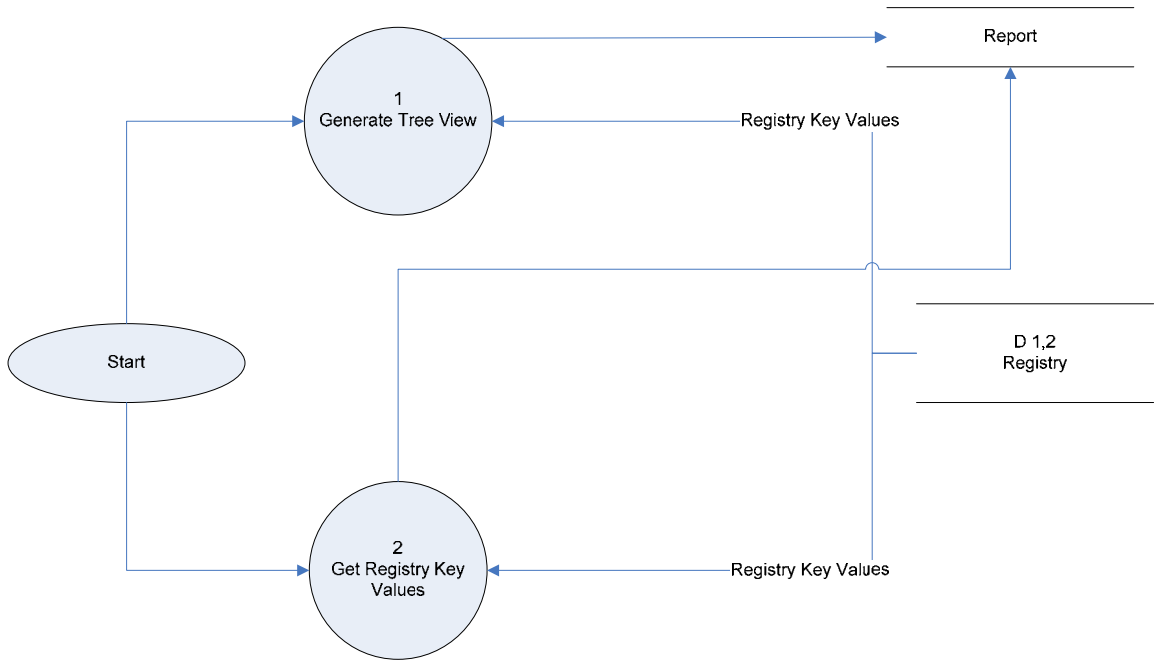 Report
1
Generate Tree View
Registry Key Values
Start
D 1,2
Registry
2
Get Registry Key
Values
Registry Key Values